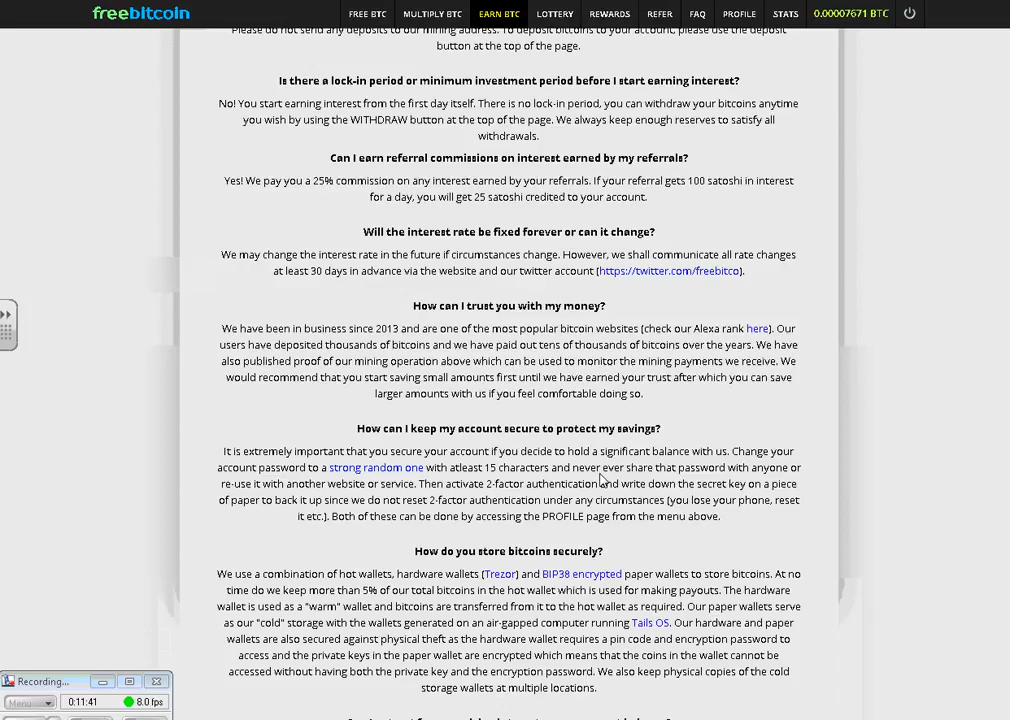 freebitcoin
FREE BTC MULTIPLY BTC EARN BTC LOTTERY REWARDS REFER FAQ PROFILE STATS 0.00007671 BTC
Please do not send any deposits to our mining address. To deposit bitcoins to your account, please use the deposit
button at the top of the page.
Is there a lock-in period or minimum investment period before I start earning interest?
No! You start earning interest from the first day itself. There is no lock-in period, you can withdraw your bitcoins anytime
you wish by using the WITHDRAW button at the top of the page. We always keep enough reserves to satisfy all
withdrawals.
Can I earn referral commissions on interest earned by my referrals?
Yes! We pay you a 25% commission on any interest earned by your referrals. If your referral gets 100 satoshi in interest
for a day, you will get 25 satoshi credited to your account.
Will the interest rate be fixed forever or can it change?
We may change the interest rate in the future if circumstances change. However, we shall communicate all rate changes
at least 30 days in advance via the website and our twitter account (https://twitter.com/freebitco).
How can I trust you with my money?
We have been in business since 2013 and are one of the most popular bitcoin websites (check our Alexa rank here). Our
users have deposited thousands of bitcoins and we have paid out tens of thousands of bitcoins over the years. We have
also published proof of our mining operation above which can be used to monitor the mining payments we receive. We
would recommend that you start saving small amounts first until we have earned your trust after which you can save
larger amounts with us if you feel comfortable doing so.
How can I keep my account secure to protect my savings?
It is extremely important that you secure your account if you decide to hold a significant balance with us. Change your
account password to a strong random one with atleast 15 characters and never ever share that password with anyone or
re-use it with another website or service. Then activate 2-factor authentication and write down the secret key on a piece
of paper to back it up since we do not reset 2-factor authentication under any circumstances (you lose your phone, reset
it etc.). Both of these can be done by accessing the PROFILE page from the menu above.
How do you store bitcoins securely?
We use a combination of hot wallets, hardware wallets (Trezor) and BIP38 encrypted paper wallets to store bitcoins. At no
time do we keep more than 5% of our total bitcoins in the hot wallet which is used for making payouts. The hardware
wallet is used as a "warm" wallet and bitcoins are transferred from it to the hot wallet as required. Our paper wallets serve
as our "cold" storage with the wallets generated on an air-gapped computer running Tails OS. Our hardware and paper
wallets are also secured against physical theft as the hardware wallet requires a pin code and encryption password to
access and the private keys in the paper wallet are encrypted which means that the coins in the wallet cannot be
accessed without having both the private key and the encryption password. We also keep physical copies of the cold
storage wallets at multiple locations.
Recording...
Menu 0:11:41 8.0 fps